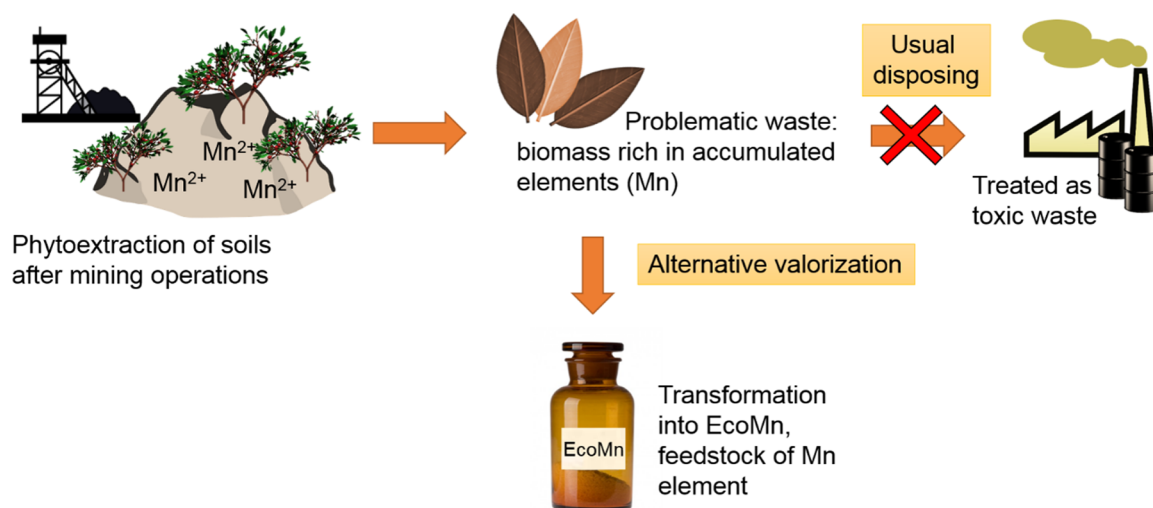 Mn2+
Mn2+
Mn2+
Phytoextraction of soils
after mining operations
Problematic waste:
biomass rich in accumulated
elements (Mn)
Usual
disposing
Treated as
toxic waste
Alternative valorization
EcoMn
Transformation
into EcoMn,
feedstock of Mn
element